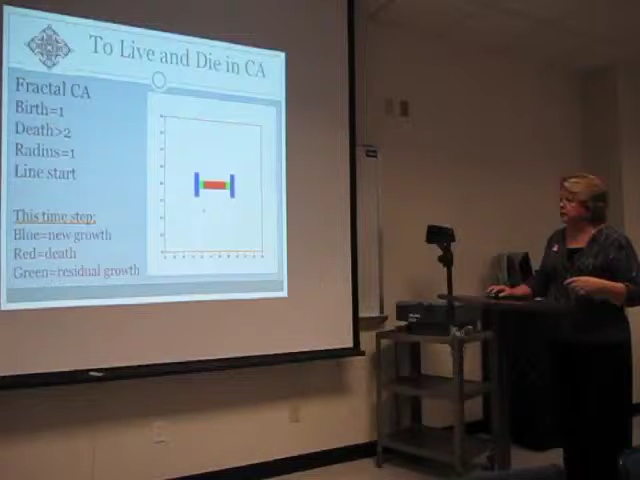 To Live and Die in CA
Fractal CA
Birth=1
Death>2
Radius=1
Line start
This time step:
Blue=new growth
Red=death
Green=residual growth